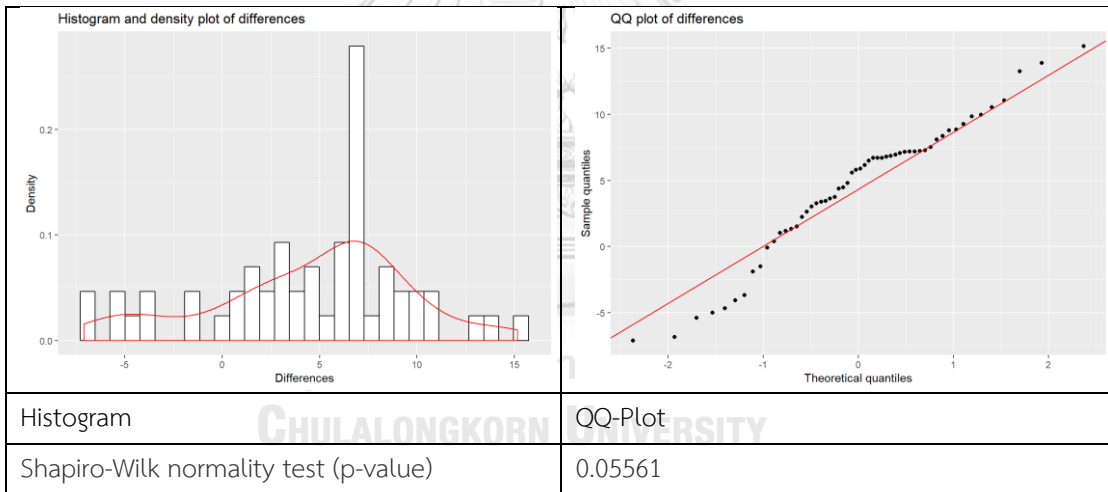 Histogram and density plot of differences
0.2
0.1
0.0
Density
-5
0
5
10
15
Differences
QQ plot of differences
15
10
5
0
-5
Sample quantiles
-2
-1
0
1
2
Theoretical quantiles
Histogram
QQ-Plot
CHULALONGKORN UNIVERSITY
Shapiro-Wilk normality test (p-value)
0.05561